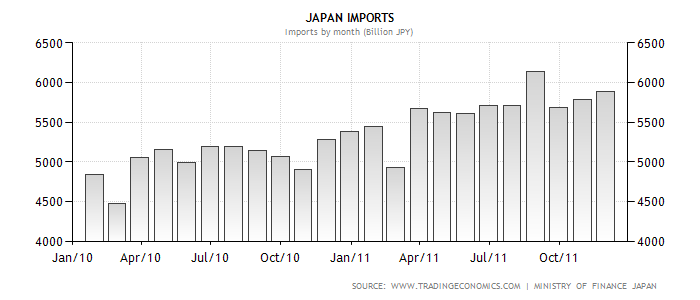 JAPAN IMPORTS
Imports by month (Billion JPY)
6500 6500
6000 6000
5500 5500
5000 5000
4500 4500
4000 4000
Jan/10 Apr/10 Jul/10 Oct/10 Jan/11 Apr/11 Jul/11 Oct/11
SOURCE: WWW.TRADINGECONOMICS.COM | MINISTRY OF FINANCE JAPAN